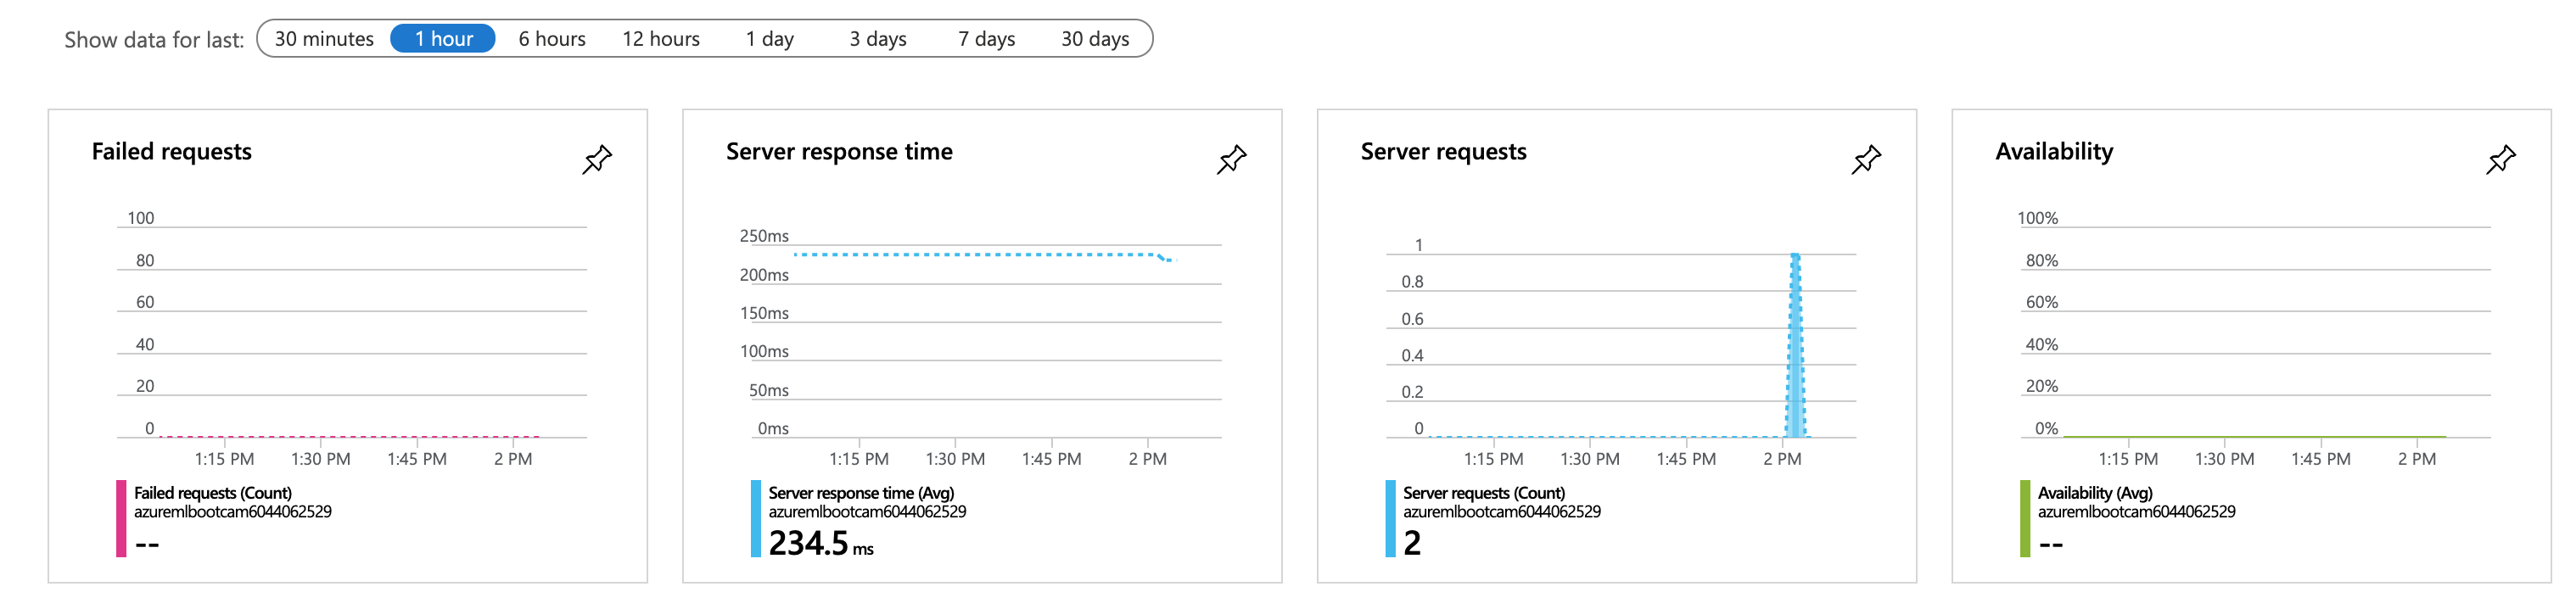 Show data for last: 30 minutes 1 hour 6 hours 12 hours 1 day 3 days 7 days 30 days
Failed requests
100
80
60
40
20
0
1:15 PM 1:30 PM 1:45 PM 2 PM
Failed requests (Count)
azuremlbootcam6044062529
--
Server response time
250ms
200ms
150ms
100ms
50ms
0ms
1:15 PM 1:30 PM 1:45 PM 2 PM
Server response time (Avg)
azuremlbootcam6044062529
234.5 ms
Server requests
1
0.8
0.6
0.4
0.2
0
1:15 PM 1:30 PM 1:45 PM 2 PM
Server requests (Count)
azuremlbootcam6044062529
2
Availability
100%
80%
60%
40%
20%
0%
1:15 PM 1:30 PM 1:45 PM 2 PM
Availability (Avg)
azuremlbootcam6044062529
--